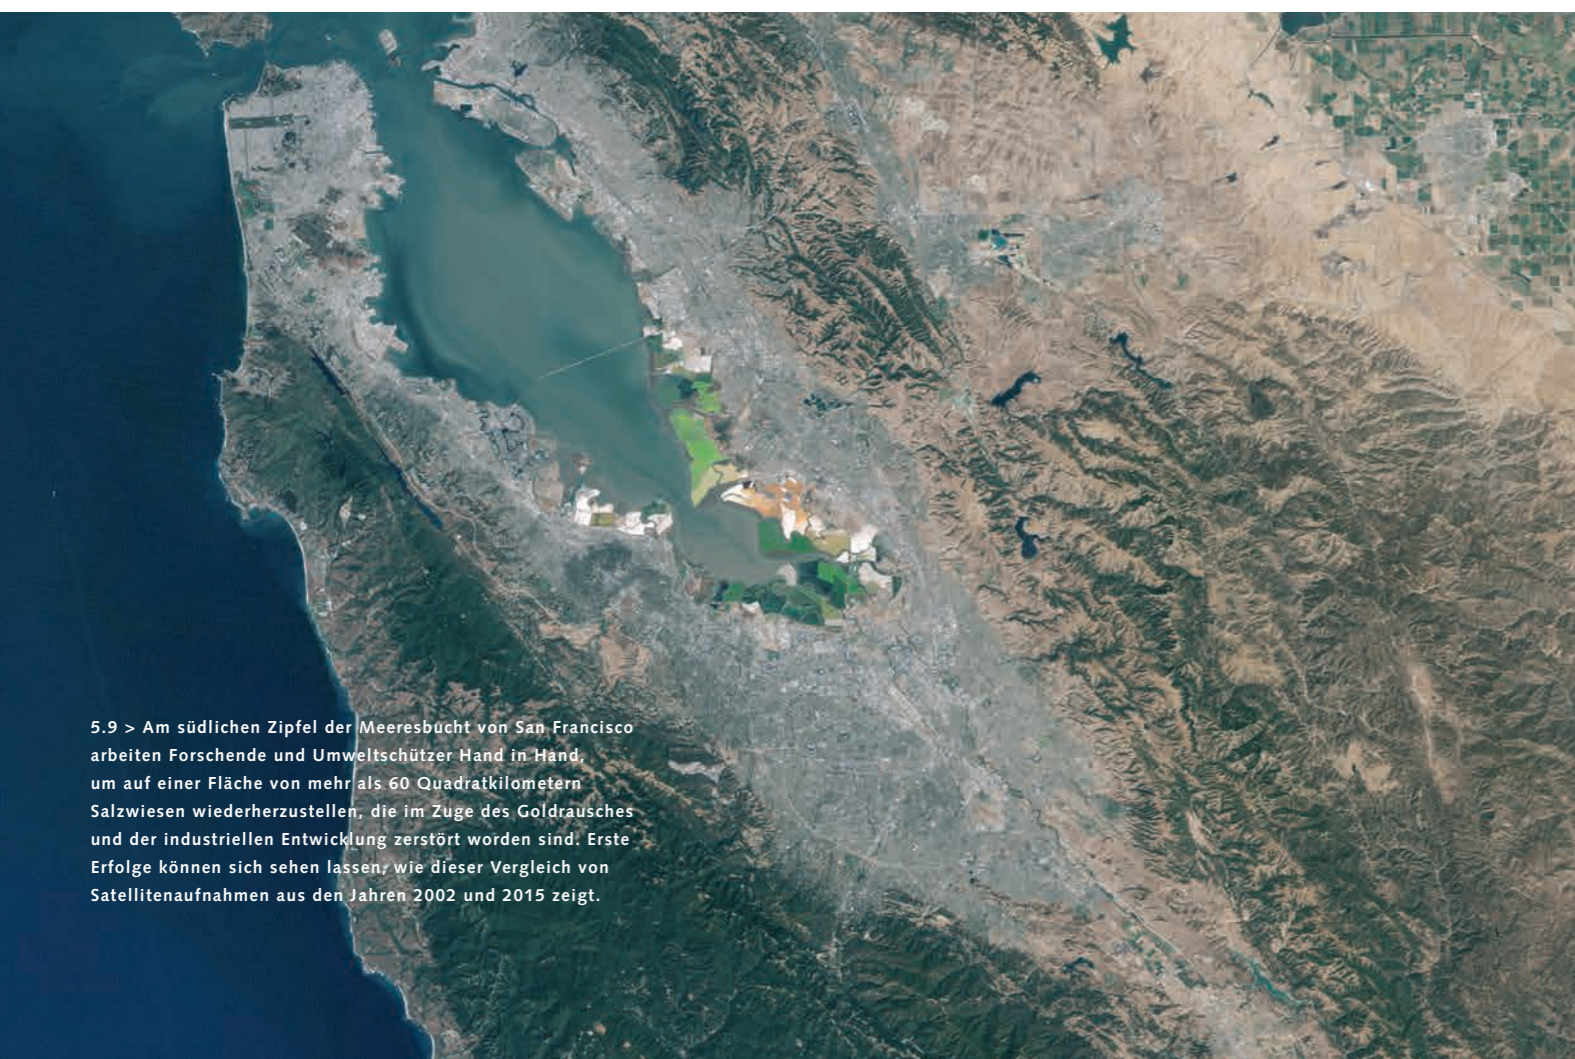 5.9 > Am südlichen Zipfel der Meeresbucht von San Francisco
arbeiten Forschende und Umweltschützer Hand in Hand,
um auf einer Fläche von mehr als 60 Quadratkilometern
Salzwiesen wiederherzustellen, die im Zuge des Goldrausches
und der industriellen Entwicklung zerstört worden sind. Erste
Erfolge können sich sehen lassen, wie dieser Vergleich von
Satellitenaufnahmen aus den Jahren 2002 und 2015 zeigt.